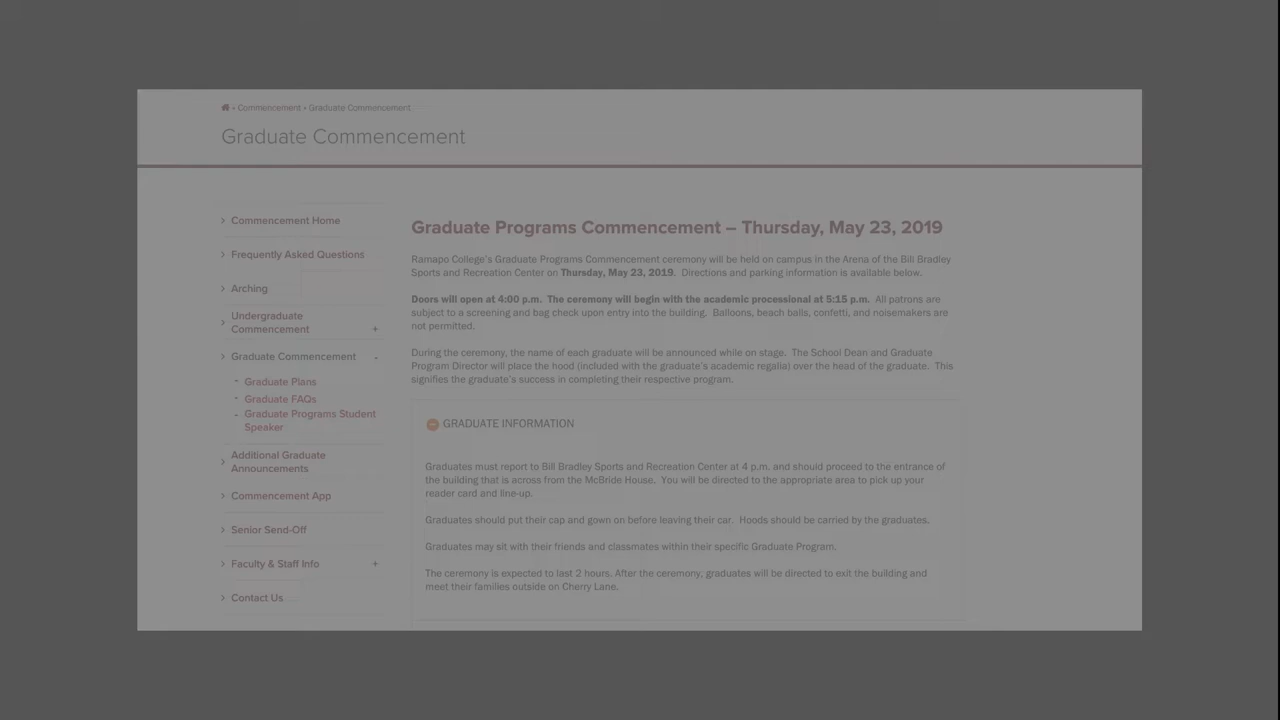 • Commencement • Graduate Commencement
Graduate Commencement
Commencement Home
Frequently Asked Questions
Arching
Undergraduate
Commencement +
Graduate Commencement -
Graduate Plans
Graduate FAQs
Graduate Programs Student
Speaker
Additional Graduate
Announcements
Commencement App
Senior Send-Off
Faculty & Staff Info +
Contact Us
Graduate Programs Commencement – Thursday, May 23, 2019
Ramapo College's Graduate Programs Commencement ceremony will be held on campus in the Arena of the Bill Bradley
Sports and Recreation Center on Thursday, May 23, 2019. Directions and parking information is available below.
Doors will open at 4:00 p.m. The ceremony will begin with the academic processional at 5:15 p.m. All patrons are
subject to a screening and bag check upon entry into the building. Balloons, beach balls, confetti, and noisemakers are
not permitted.
During the ceremony, the name of each graduate will be announced while on stage. The School Dean and Graduate
Program Director will place the hood (included with the graduate's academic regalia) over the head of the graduate. This
signifies the graduate's success in completing their respective program.
GRADUATE INFORMATION
Graduates must report to Bill Bradley Sports and Recreation Center at 4 p.m. and should proceed to the entrance of
the building that is across from the McBride House. You will be directed to the appropriate area to pick up your
reader card and line-up.
Graduates should put their cap and gown on before leaving their car. Hoods should be carried by the graduates.
Graduates may sit with their friends and classmates within their specific Graduate Program.
The ceremony is expected to last 2 hours. After the ceremony, graduates will be directed to exit the building and
meet their families outside on Cherry Lane.